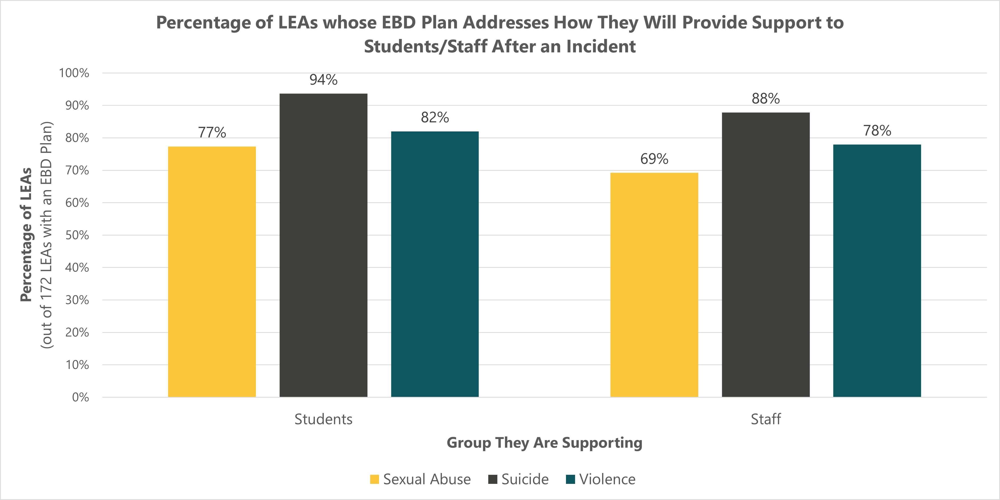 Percentage of LEAs whose EBD Plan Addresses How They Will Provide Support to
Students/Staff After an Incident
Percentage of LEAs
(out of 172 LEAs with an EBD Plan)
100%
90%
80%
70%
60%
50%
40%
30%
20%
10%
0%
77%
94%
82%
69%
88%
78%
Students
Staff
Group They Are Supporting
Sexual Abuse
Suicide
Violence